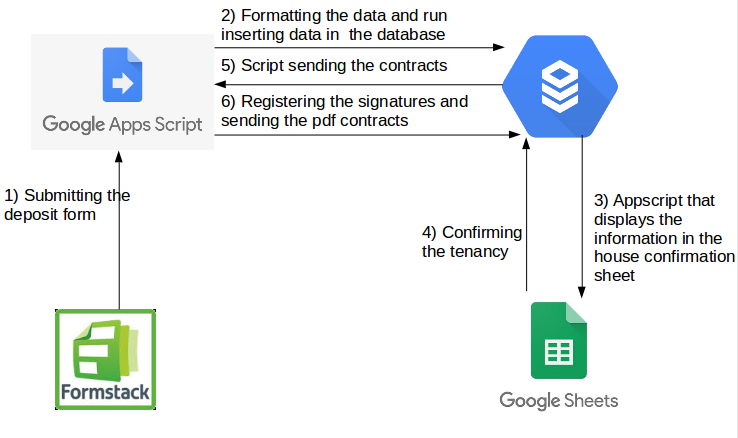 2) Formatting the data and run
inserting data in the database
5) Script sending the contracts
6) Registering the signatures and
sending the pdf contracts
Google Apps Script
1) Submitting the
deposit form
3) Appscript that
displays the
information in the
house confirmation
sheet
4) Confirming
the tenancy
Formstack
Google Sheets